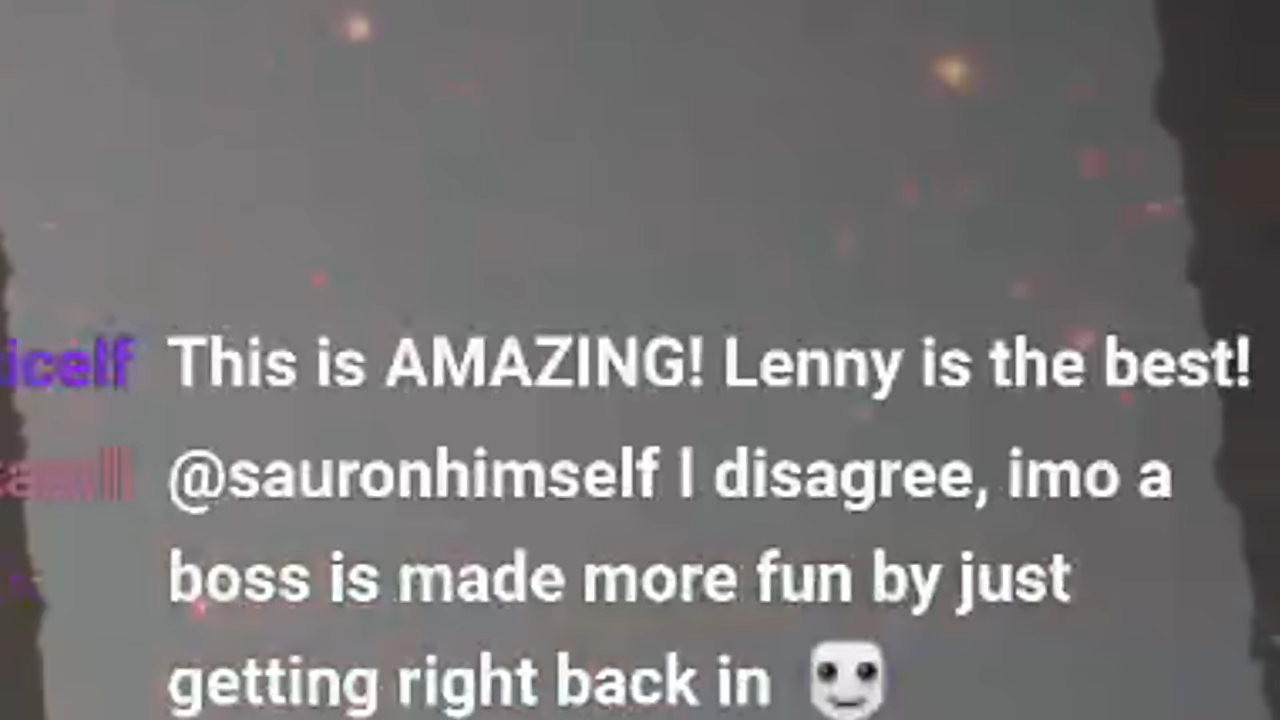 icelf This is AMAZING! Lenny is the best!
@sauronhimself I disagree, imo a
boss is made more fun by just
getting right back in